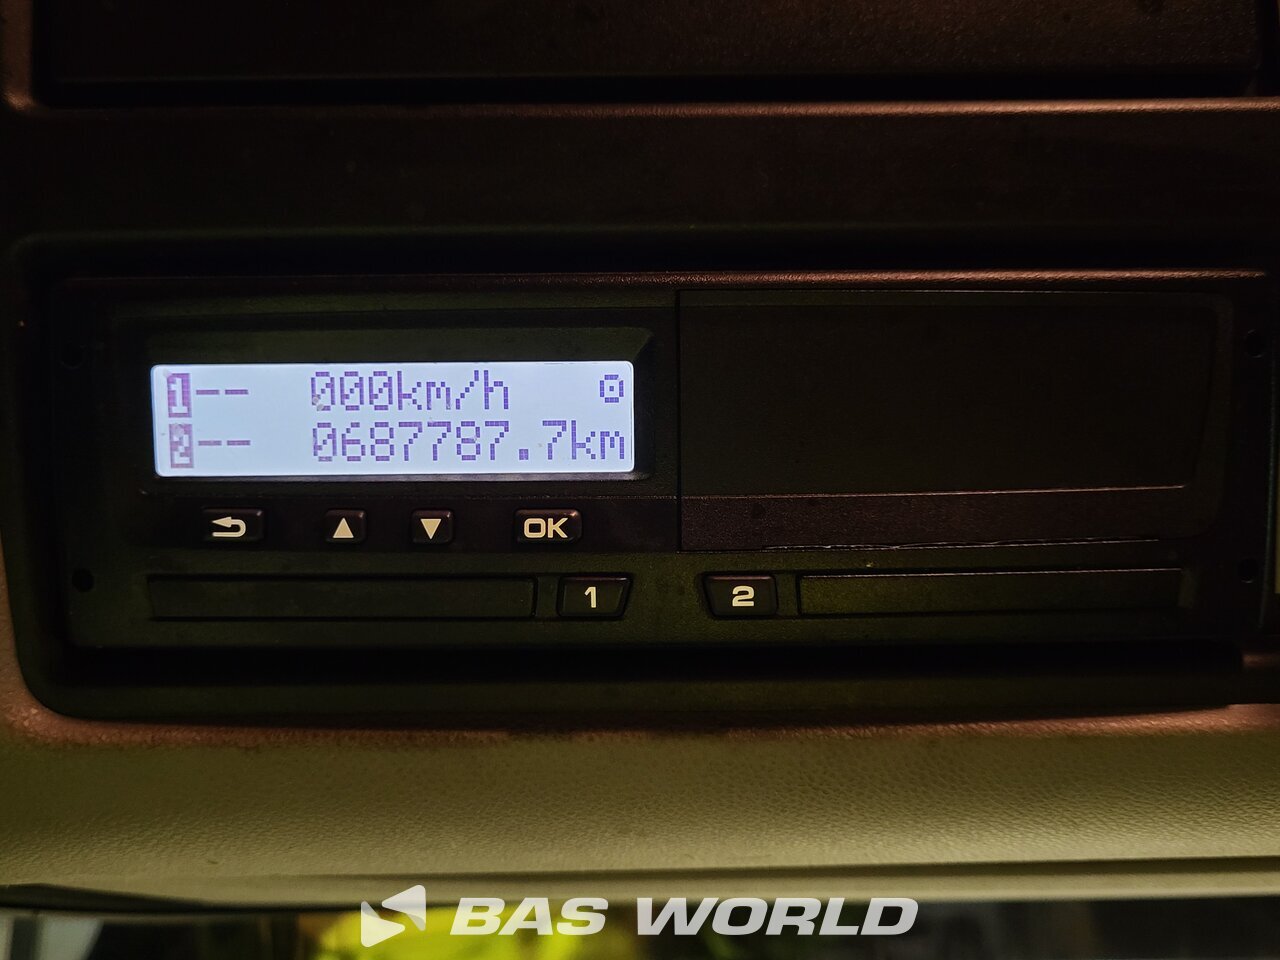 1-- 000km/h
2-- 0687787.7km
OK
1
2
BAS WORLD